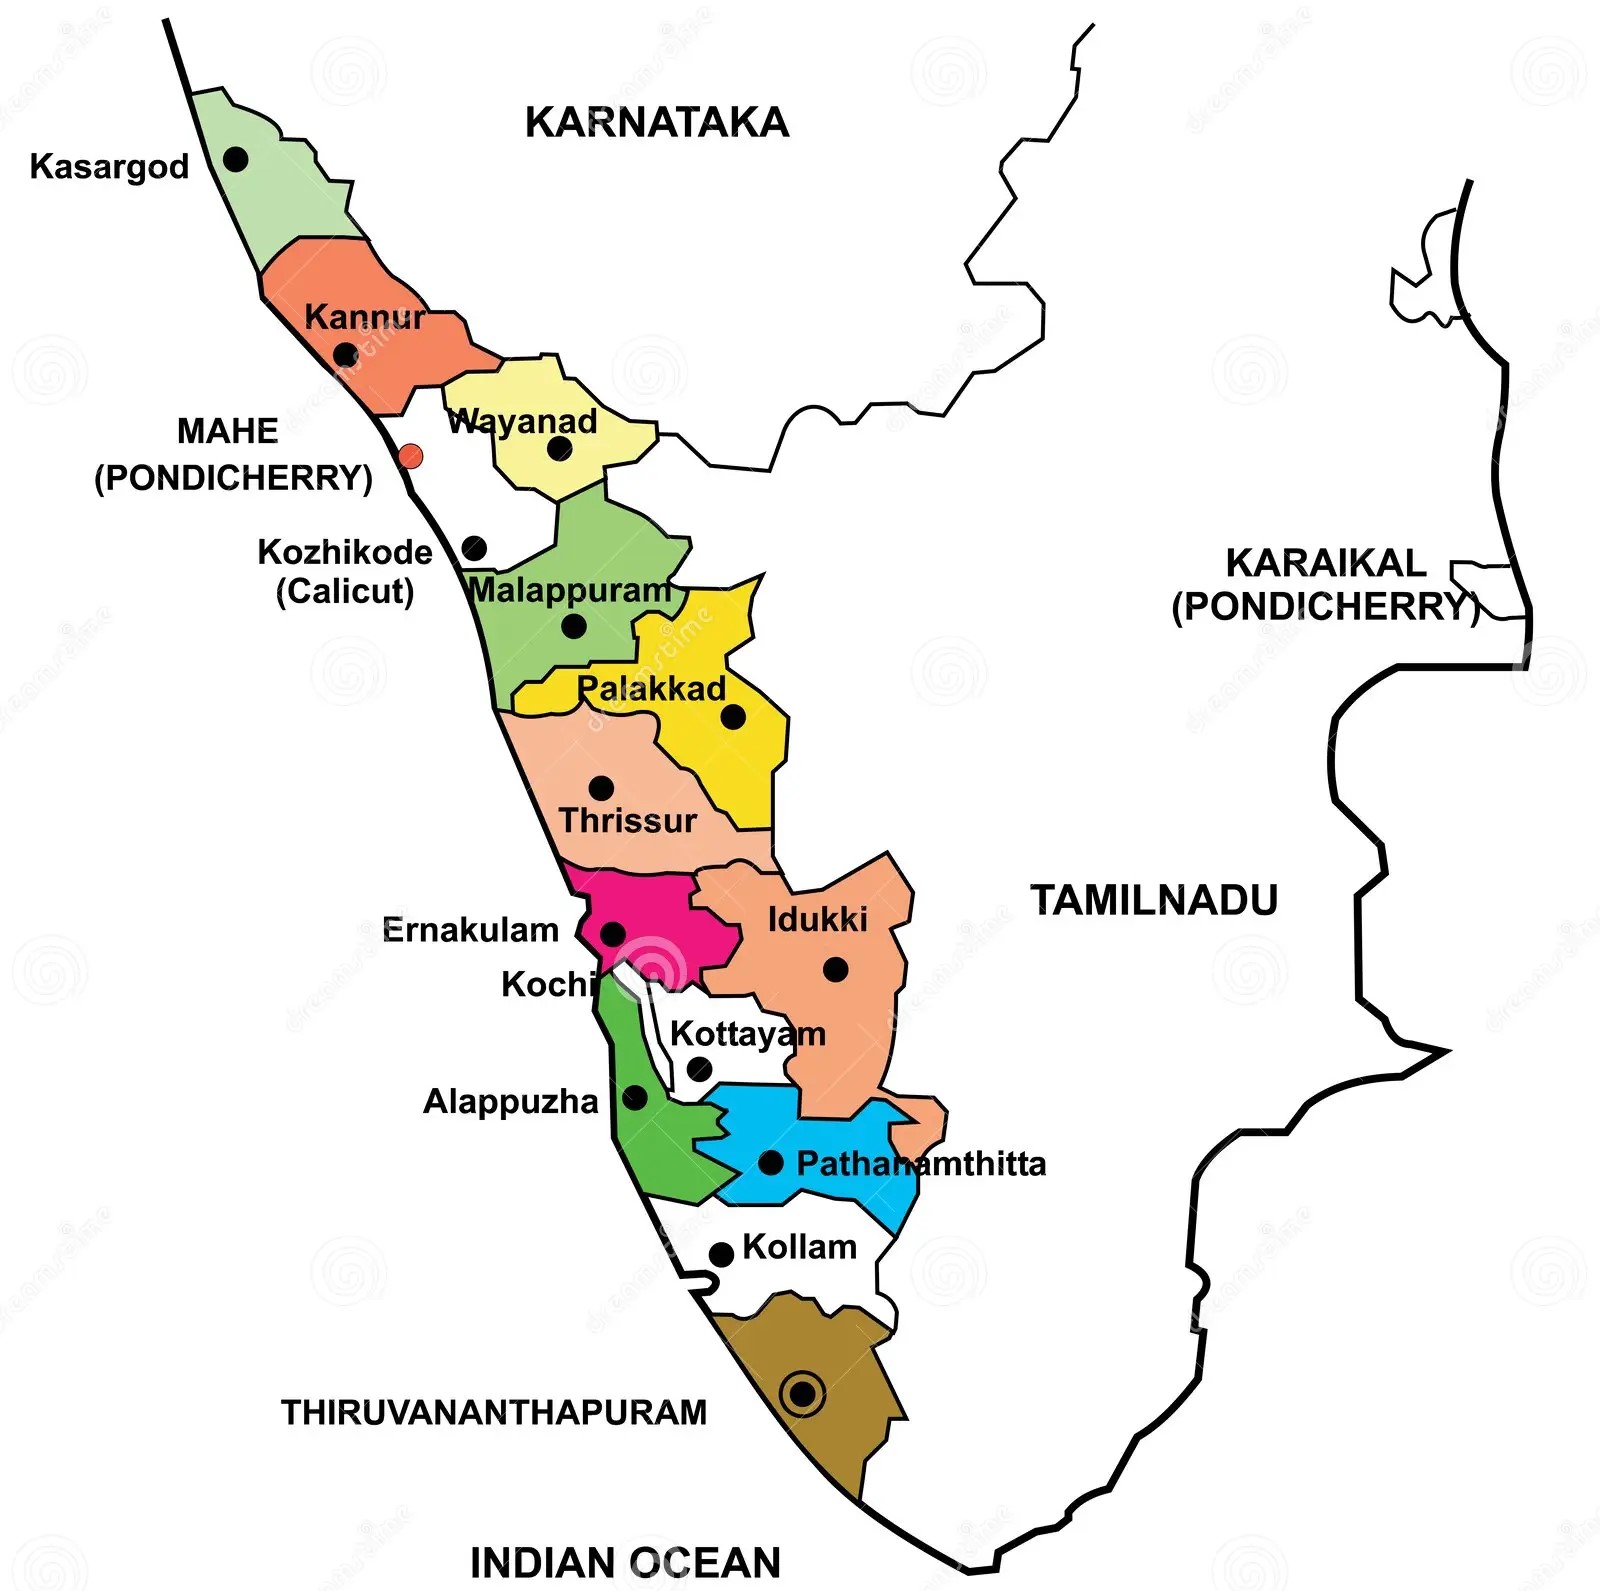 KARNATAKA
Kasargod
Kannur
Wayanad
MAHE
(PONDICHERRY)
Kozhikode
(Calicut)
Malappuram
KARAIKAL
(PONDICHERRY)
Palakkad
Thrissur
TAMILNADU
Idukki
Ernakulam
Kochi
Kottayam
Alappuzha
Pathanamthitta
Kollam
THIRUVANANTHAPURAM
INDIAN OCEAN
dreamstime